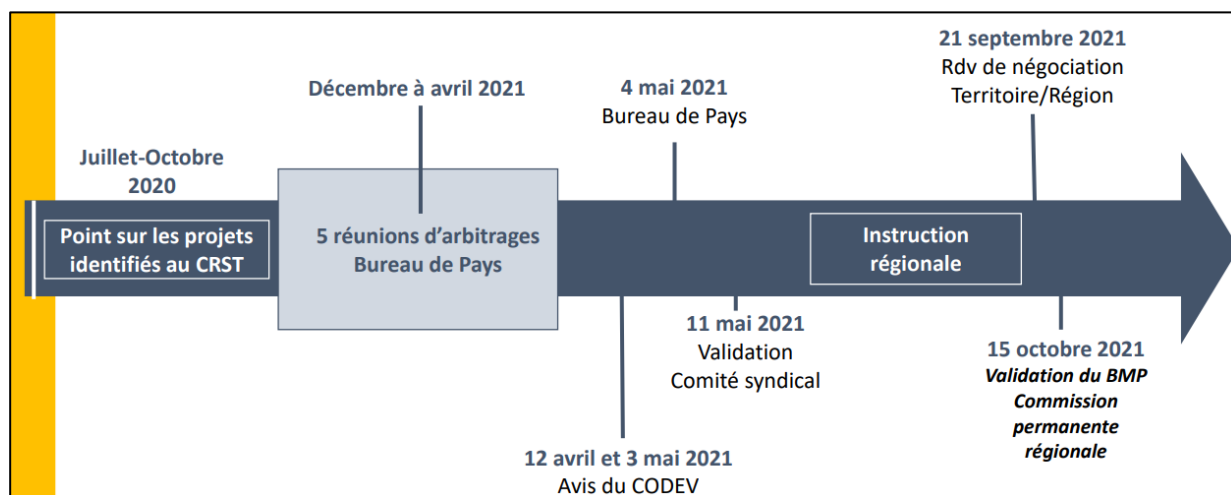 Juillet-Octobre
2020
Point sur les projets
identifiés au CRST
Décembre à avril 2021
5 réunions d’arbitrages
Bureau de Pays
12 avril et 3 mai 2021
Avis du CODEV
4 mai 2021
Bureau de Pays
11 mai 2021
Validation
Comité syndical
Instruction
régionale
21 septembre 2021
Rdv de négociation
Territoire/Région
15 octobre 2021
Validation du BMP
Commission
permanente
régionale